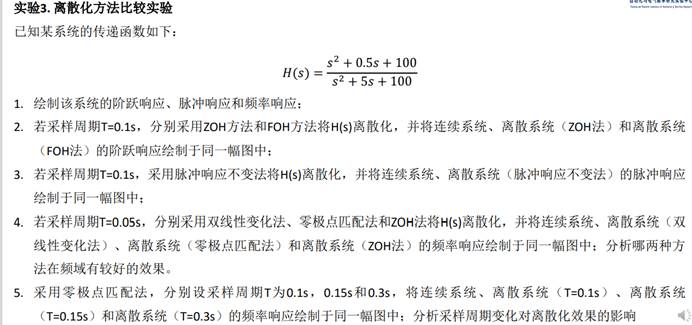 实验3. 离散化方法比较实验
已知某系统的传递函数如下：
H(s) = (s² + 0.5s + 100) / (s² + 5s + 100)
1. 绘制该系统的阶跃响应、脉冲响应和频率响应；
2. 若采样周期T=0.1s，分别采用ZOH方法和FOH方法将H(s)离散化，并将连续系统、离散系统（ZOH法）和离散系统
（FOH法）的阶跃响应绘制于同一幅图中；
3. 若采样周期T=0.1s，采用脉冲响应不变法将H(s)离散化，并将连续系统、离散系统（脉冲响应不变法）的脉冲响应
绘制于同一幅图中；
4. 若采样周期T=0.05s，分别采用双线性变化法、零极点匹配法和ZOH法将H(s)离散化，并将连续系统、离散系统（双
线性变化法）、离散系统（零极点匹配法）和离散系统（ZOH法）的频率响应绘制于同一幅图中；分析哪两种方
法在频域有较好的效果。
5. 采用零极点匹配法，分别设采样周期T为0.1s，0.15s和0.3s，将连续系统、离散系统（T=0.1s）、离散系统
（T=0.15s）和离散系统（T=0.3s）的频率响应绘制于同一幅图中；分析采样周期变化对离散化效果的影响